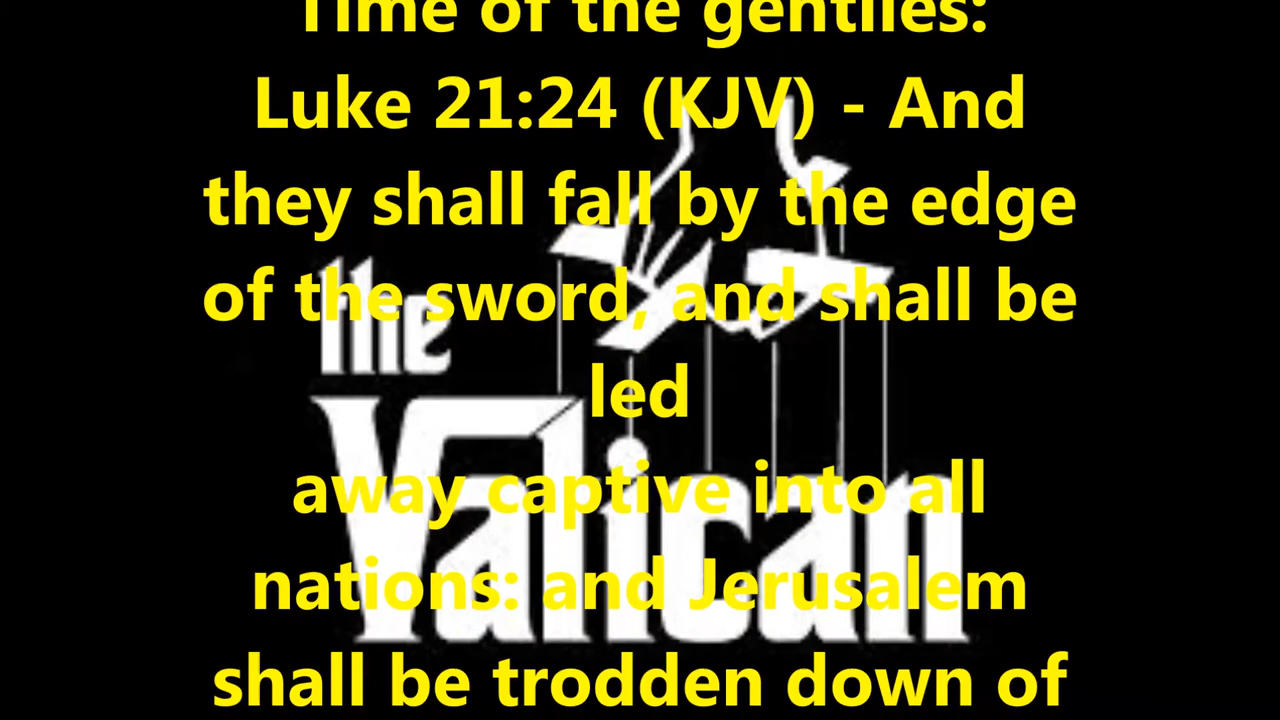 Time of the gentiles:
Luke 21:24 (KJV) - And
they shall fall by the edge
of the sword, and shall be
led
away captive into all
nations: and Jerusalem
shall be trodden down of
the
Vatican